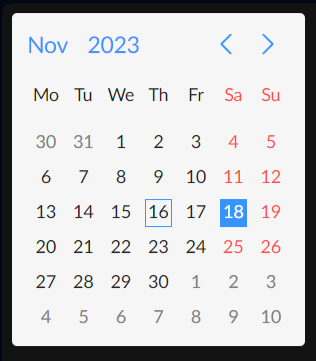 Nov 2023
Mo Tu We Th Fr Sa Su
30 31 1 2 3 4 5
6 7 8 9 10 11 12
13 14 15 16 17 18 19
20 21 22 23 24 25 26
27 28 29 30 1 2 3
4 5 6 7 8 9 10